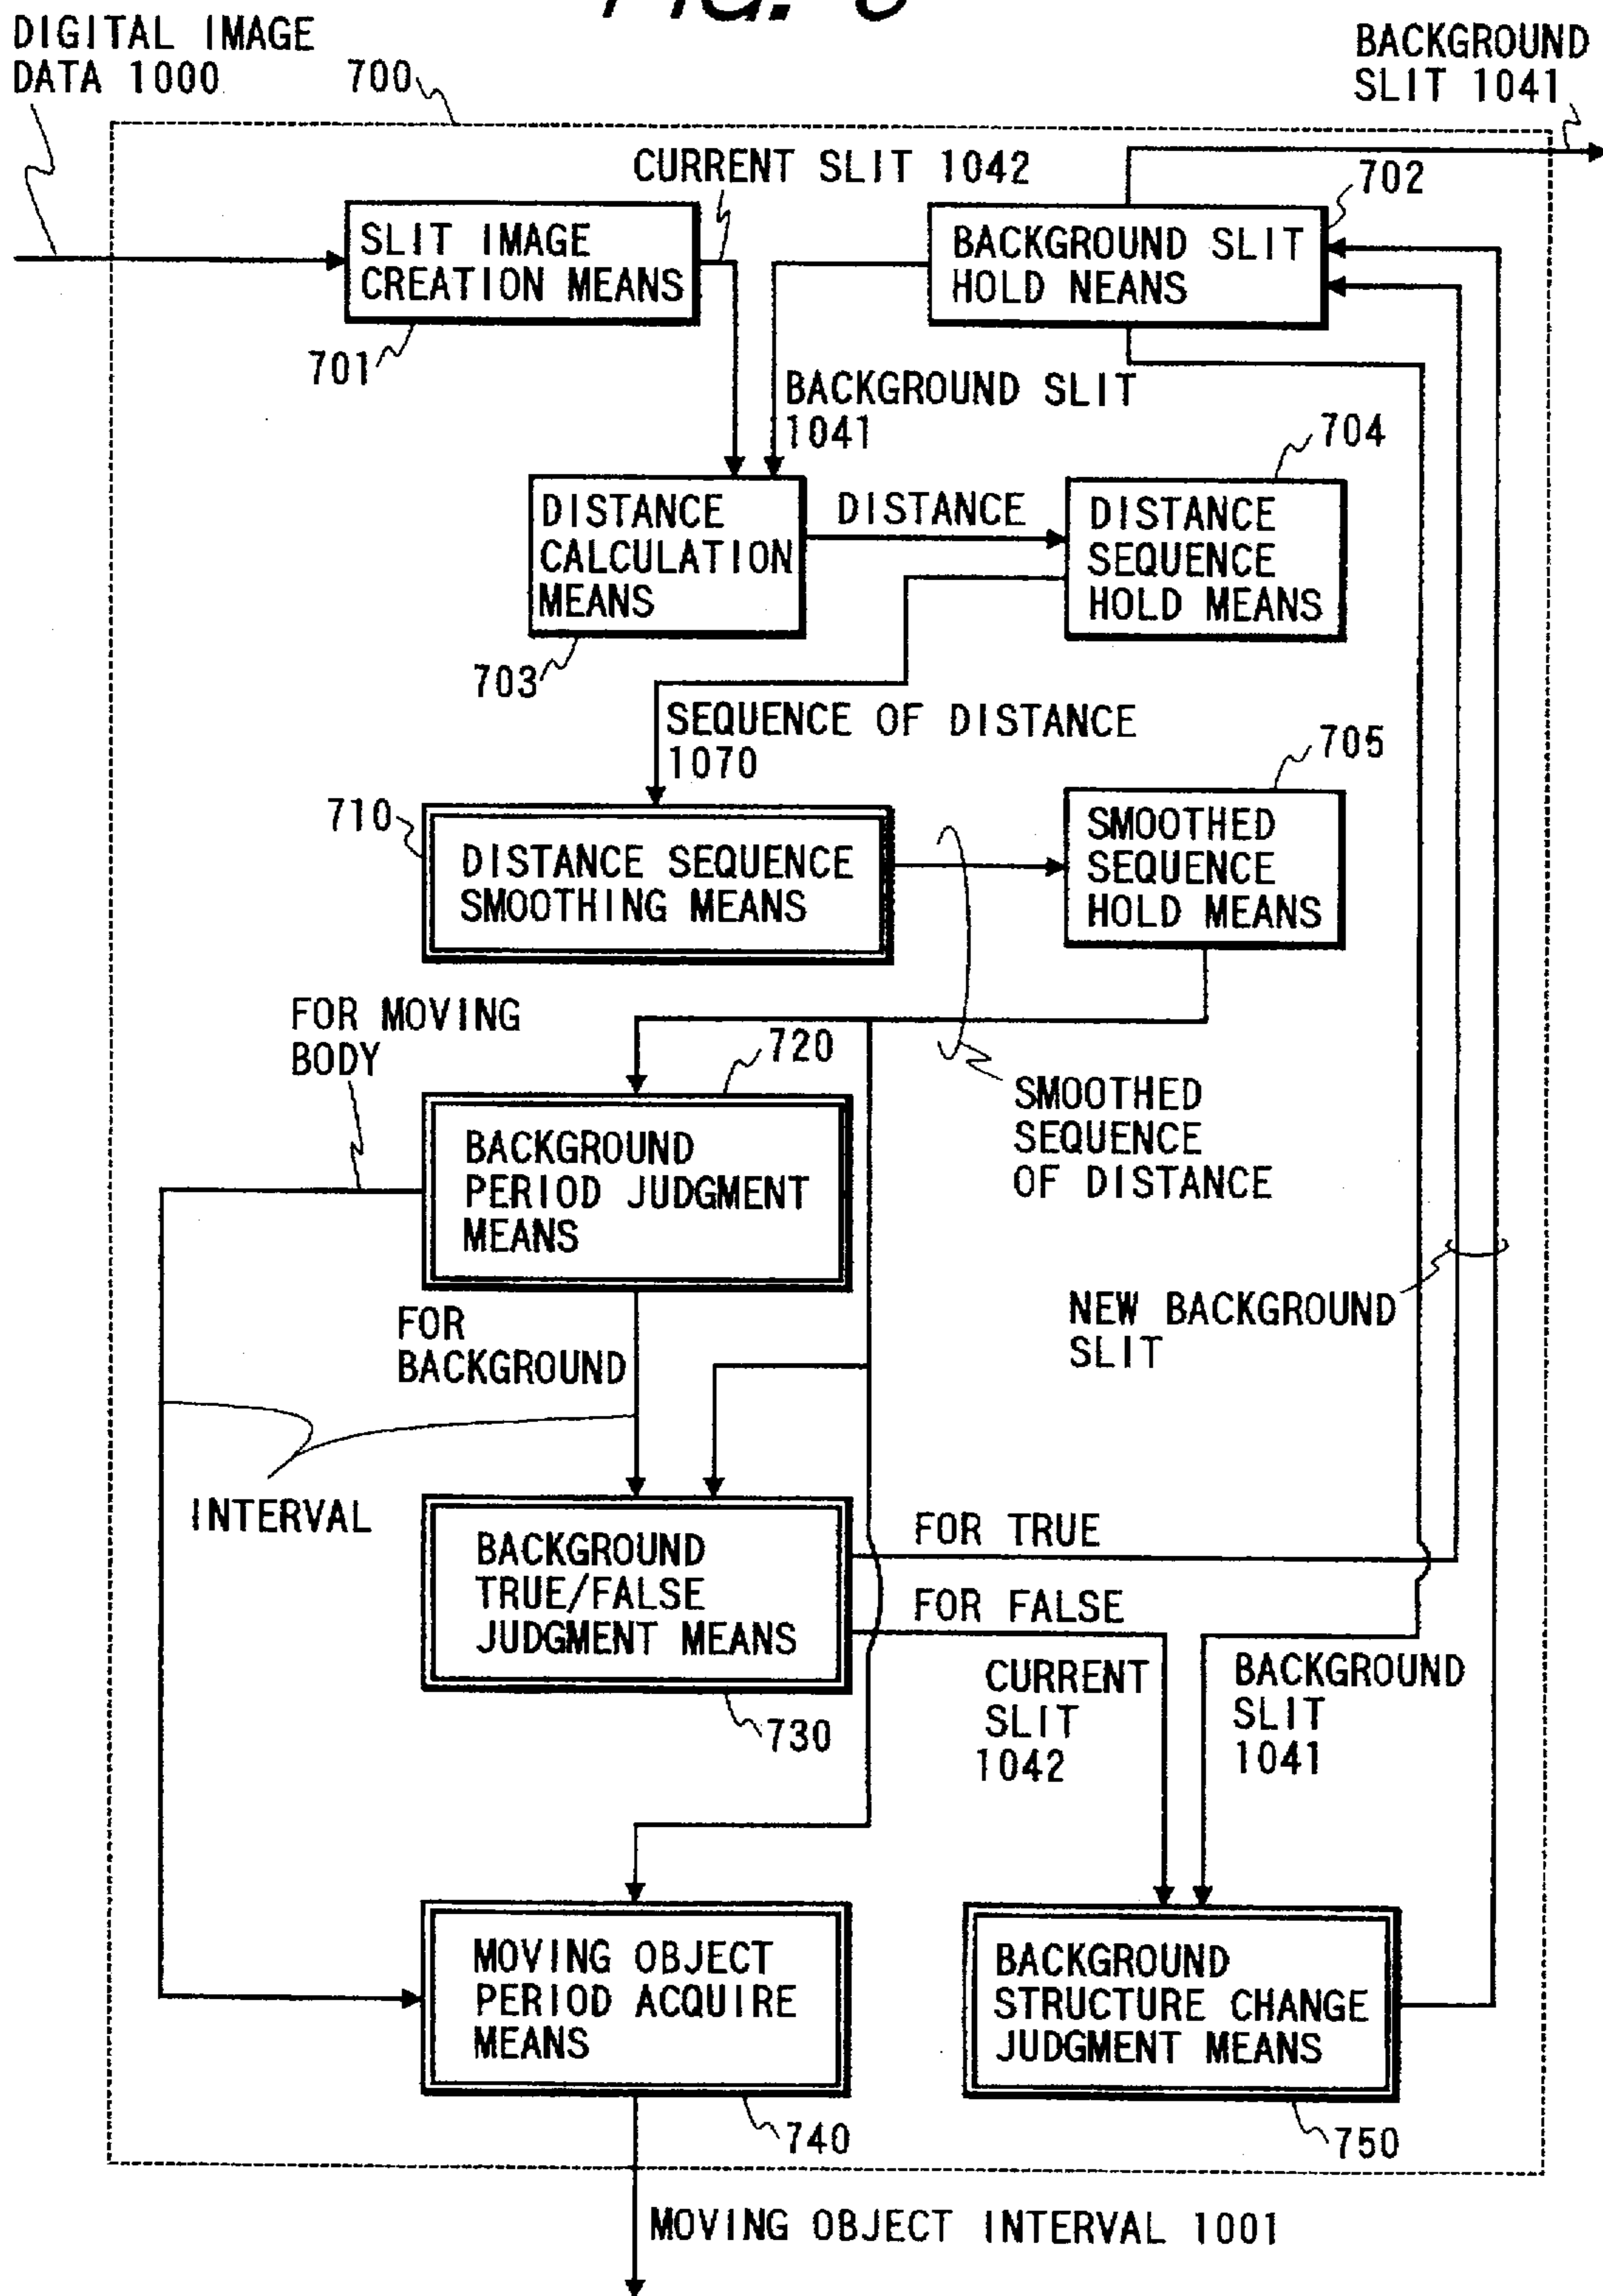 DIGITAL IMAGE
DATA 1000
700
BACKGROUND
SLIT 1041
CURRENT SLIT 1042
702
SLIT IMAGE
CREATION MEANS
701
BACKGROUND SLIT
HOLD NEANS
BACKGROUND SLIT
1041
704
DISTANCE
CALCULATION
MEANS
703
DISTANCE
DISTANCE
SEQUENCE
HOLD MEANS
SEQUENCE OF DISTANCE
1070
705
710
DISTANCE SEQUENCE
SMOOTHING MEANS
SMOOTHED
SEQUENCE
HOLD MEANS
FOR MOVING
BODY
720
SMOOTHED
SEQUENCE
OF DISTANCE
BACKGROUND
PERIOD JUDGMENT
MEANS
FOR
BACKGROUND
NEW BACKGROUND
SLIT
INTERVAL
BACKGROUND
TRUE/FALSE
JUDGMENT MEANS
730
FOR TRUE
FOR FALSE
CURRENT
SLIT
1042
BACKGROUND
SLIT
1041
MOVING OBJECT
PERIOD ACQUIRE
MEANS
740
BACKGROUND
STRUCTURE CHANGE
JUDGMENT MEANS
750
MOVING OBJECT INTERVAL 1001